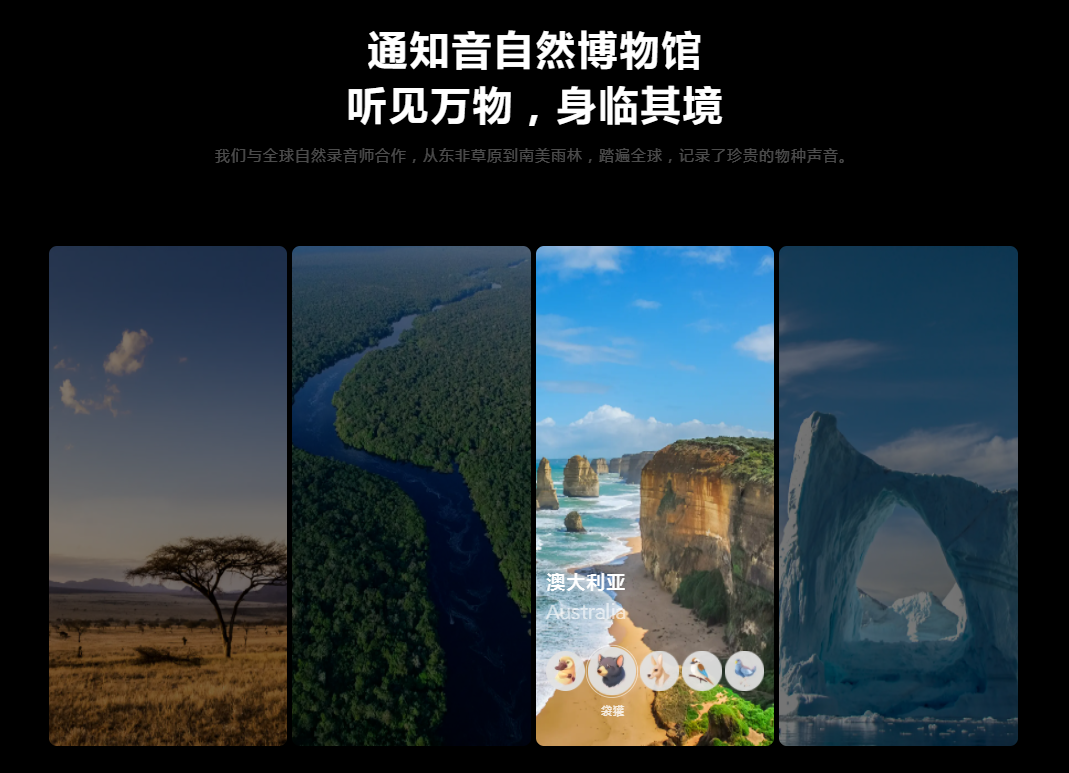 通知音自然博物馆
听见万物，身临其境
我们与全球自然录音师合作，从东非草原到南美雨林，踏遍全球，记录了珍贵的物种声音。
澳大利亚
Australia
袋獾